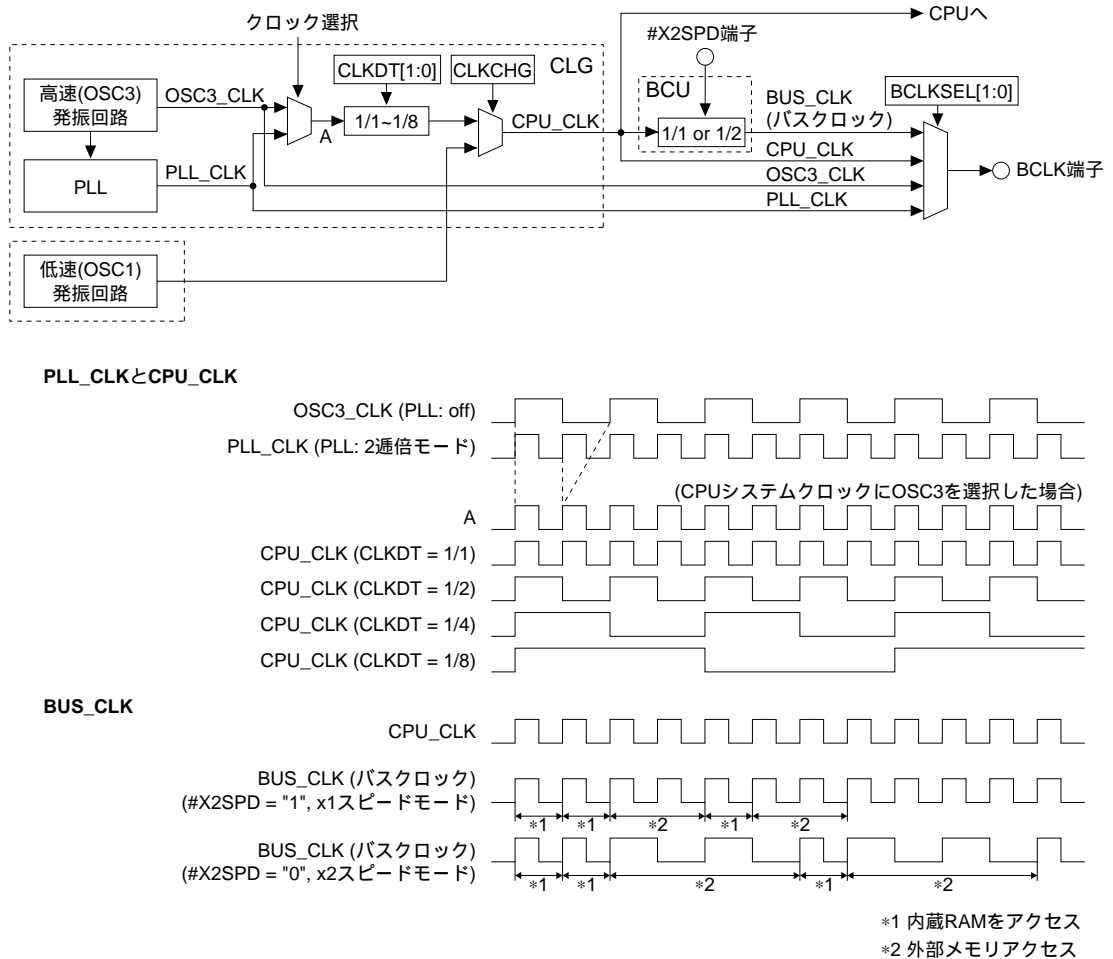 クロック選択
CPUへ
#X2SPD端子
CLG
CLKDT[1:0]
CLKCHG
BCU
BCLKSEL[1:0]
高速(OSC3)
発振回路
OSC3_CLK
A
1/1~1/8
CPU_CLK
1/1 or 1/2
BUS_CLK
(バスクロック)
CPU_CLK
OSC3_CLK
PLL_CLK
BCLK端子
PLL
PLL_CLK
低速(OSC1)
発振回路
PLL_CLKとCPU_CLK
OSC3_CLK (PLL: off)
PLL_CLK (PLL: 2逓倍モード)
(CPUシステムクロックにOSC3を選択した場合)
A
CPU_CLK (CLKDT = 1/1)
CPU_CLK (CLKDT = 1/2)
CPU_CLK (CLKDT = 1/4)
CPU_CLK (CLKDT = 1/8)
BUS_CLK
CPU_CLK
BUS_CLK (バスクロック)
(#X2SPD = "1", x1スピードモード)
*1 *1 *2 *1 *2
BUS_CLK (バスクロック)
(#X2SPD = "0", x2スピードモード)
*1 *1 *2 *1 *2
*1 内蔵RAMをアクセス
*2 外部メモリアクセス